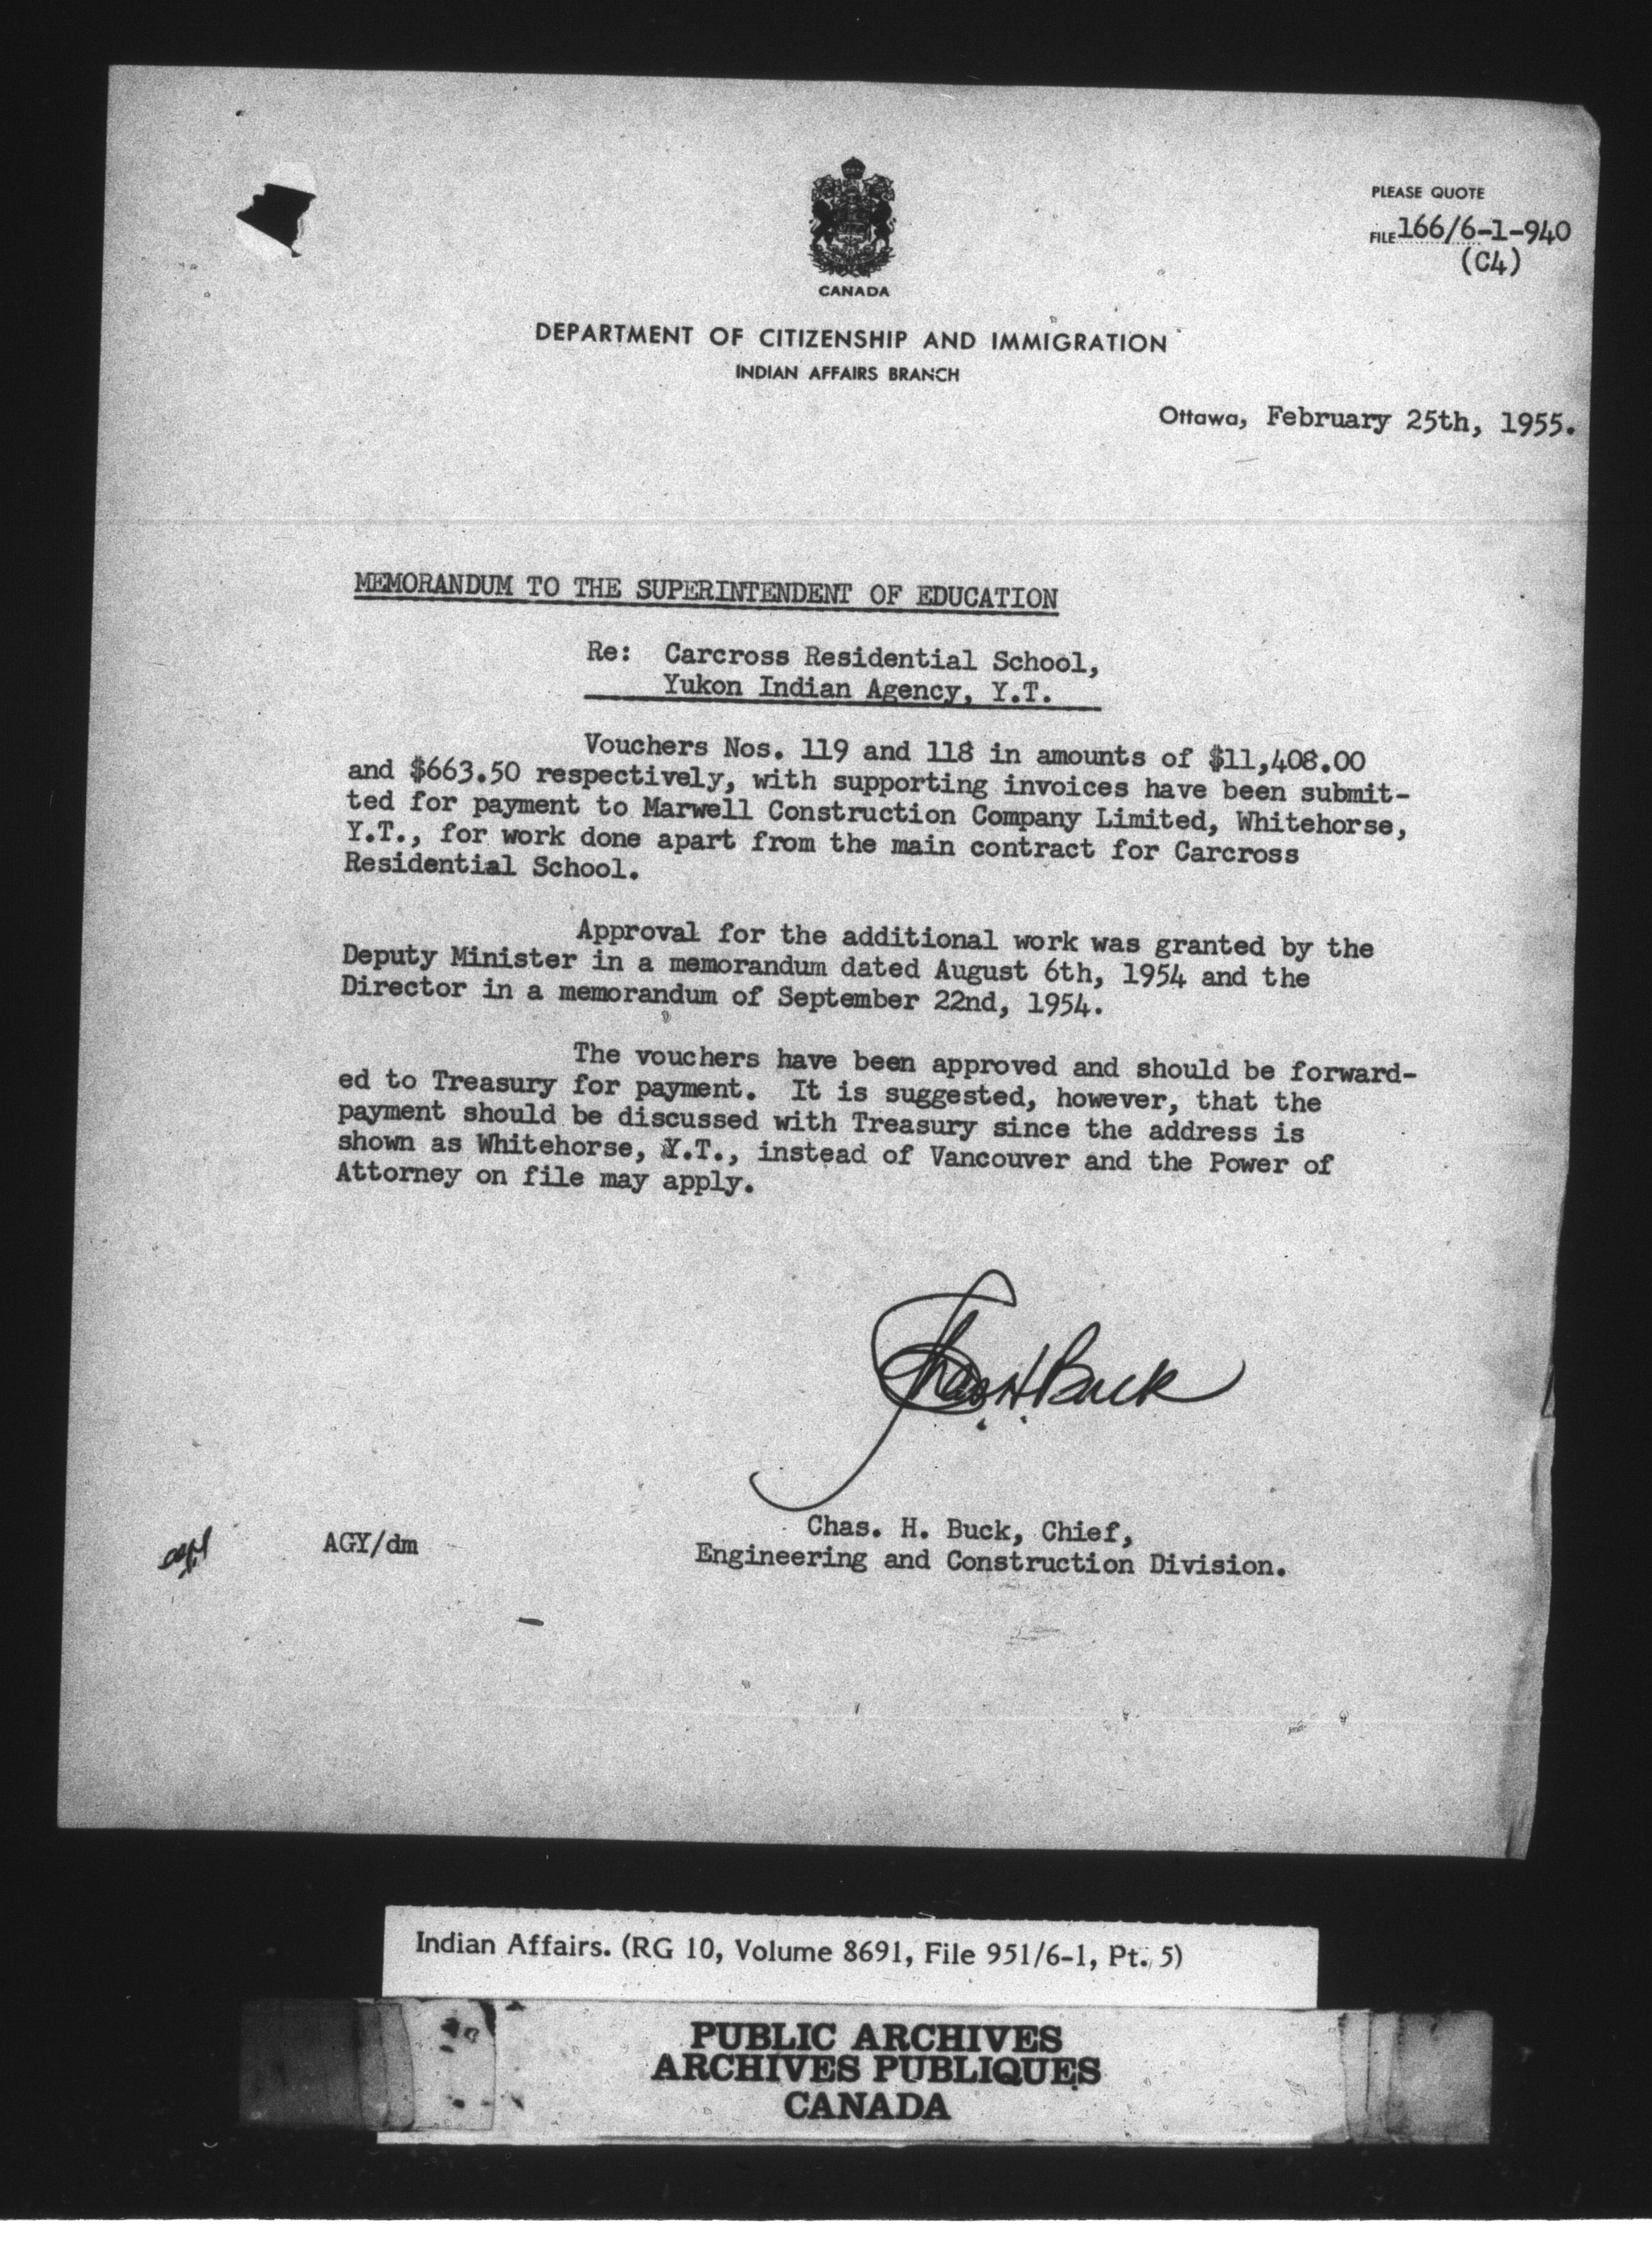 PLEASE QUOTE
FILE 166/6-1-940
(C4)
CANADA
DEPARTMENT OF CITIZENSHIP AND IMMIGRATION
INDIAN AFFAIRS BRANCH
Ottawa, February 25th, 1955.
MEMORANDUM TO THE SUPERINTENDENT OF EDUCATION
Re: Carcross Residential School,
Yukon Indian Agency, Y.T.
Vouchers Nos. 119 and 118 in amounts of $11,408.00
and $663.50 respectively, with supporting invoices have been submit-
ted for payment to Marwell Construction Company Limited, Whitehorse,
Y.T., for work done apart from the main contract for Carcross
Residential School.
Approval for the additional work was granted by the
Deputy Minister in a memorandum dated August 6th, 1954 and the
Director in a memorandum of September 22nd, 1954.
The vouchers have been approved and should be forward-
ed to Treasury for payment. It is suggested, however, that the
payment should be discussed with Treasury since the address is
shown as Whitehorse, Y.T., instead of Vancouver and the Power of
Attorney on file may apply.
Chas. H. Buck
Chas. H. Buck, Chief,
AGY/dm
Engineering and Construction Division.
Indian Affairs. (RG 10, Volume 8691, File 951/6-1, Pt. 5)
PUBLIC ARCHIVES
ARCHIVES PUBLIQUES
CANADA